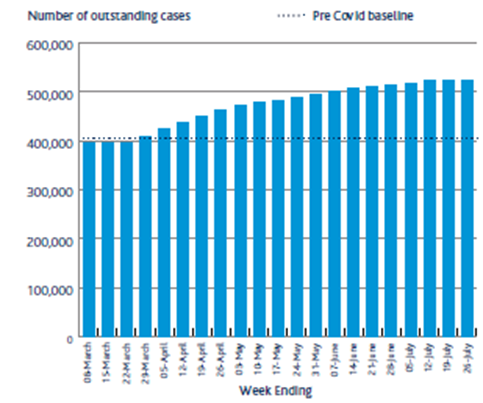 Number of outstanding cases
Pre Covid baseline
600,000
500,000
400,000
300,000
200,000
100,000
0
08-March
15-March
22-March
29-March
05-April
12-April
19-April
26-April
03-May
10-May
17-May
24-May
31-May
07-June
14-June
21-June
28-June
05-July
12-July
19-July
26-July
Week Ending